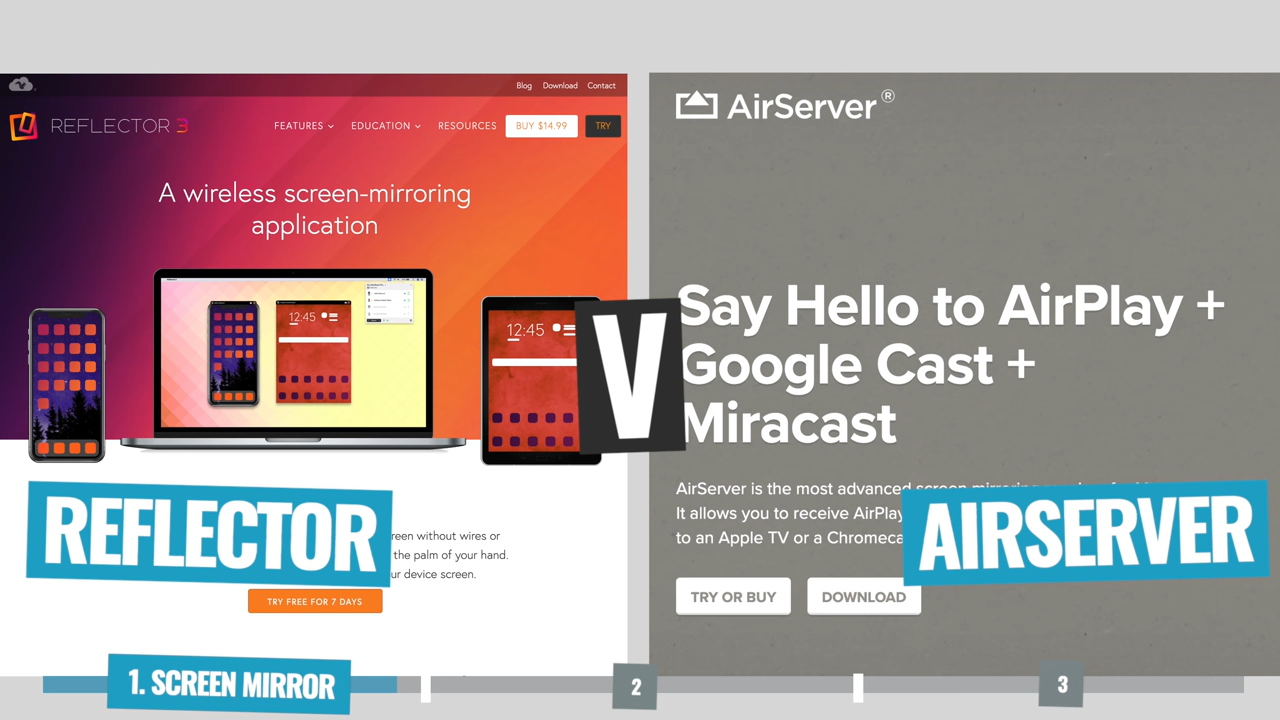 Blog Download Contact
REFLECTOR 3
FEATURES EDUCATION RESOURCES BUY $14.99 TRY
A wireless screen-mirroring
application
12:45
12:45
REFLECTOR
reen without wires or
the palm of your hand.
ur device screen.
TRY FREE FOR 7 DAYS
V
AirServer®
Say Hello to AirPlay +
Google Cast +
Miracast
AirServer is the most advanced
It allows you to receive AirPlay
to an Apple TV or a Chromeca
AIRSERVER
TRY OR BUY DOWNLOAD
1. SCREEN MIRROR
2
3